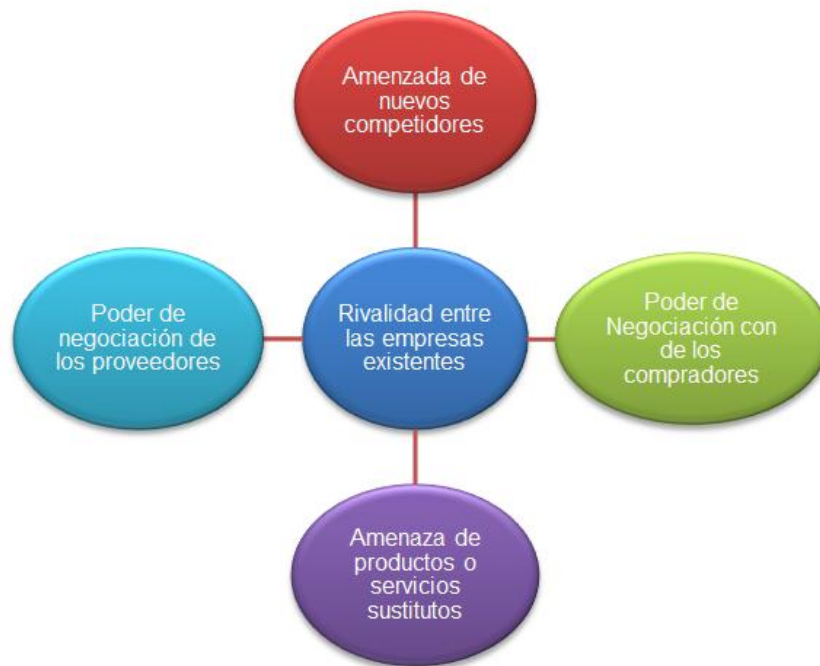 Amenzada de
nuevos
competidores
Poder de
negociación de
los proveedores
Rivalidad entre
las empresas
existentes
Poder de
Negociación con
de los
compradores
Amenaza de
productos o
servicios
sustitutos